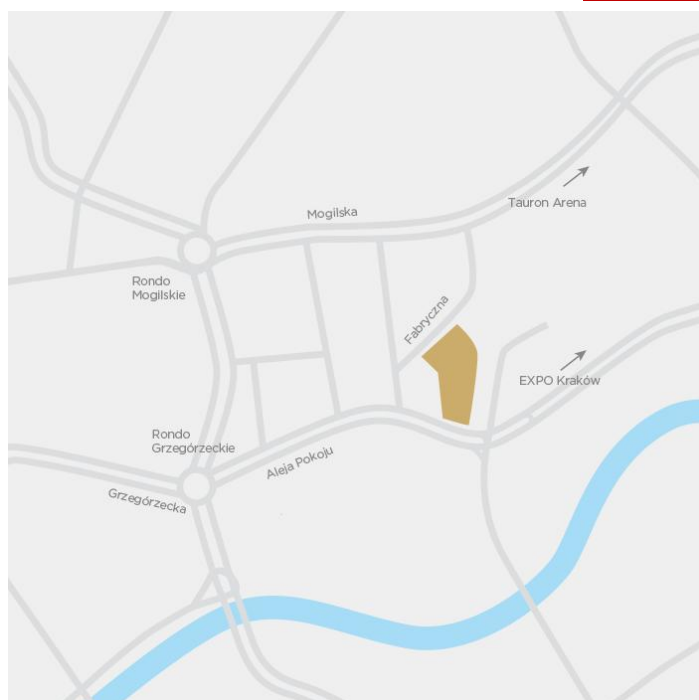 Tauron Arena
Mogilska
Rondo
Mogilskie
Fabryczna
EXPO Kraków
Rondo
Grzegórzeckie
Aleja Pokoju
Grzegórzecka